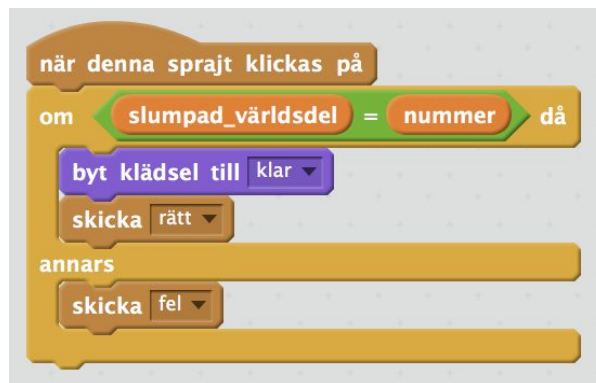 när denna sprajt klickas på
om slumpad_världsdel = nummer då
byt klädsel till klar
skicka rätt
annars
skicka fel